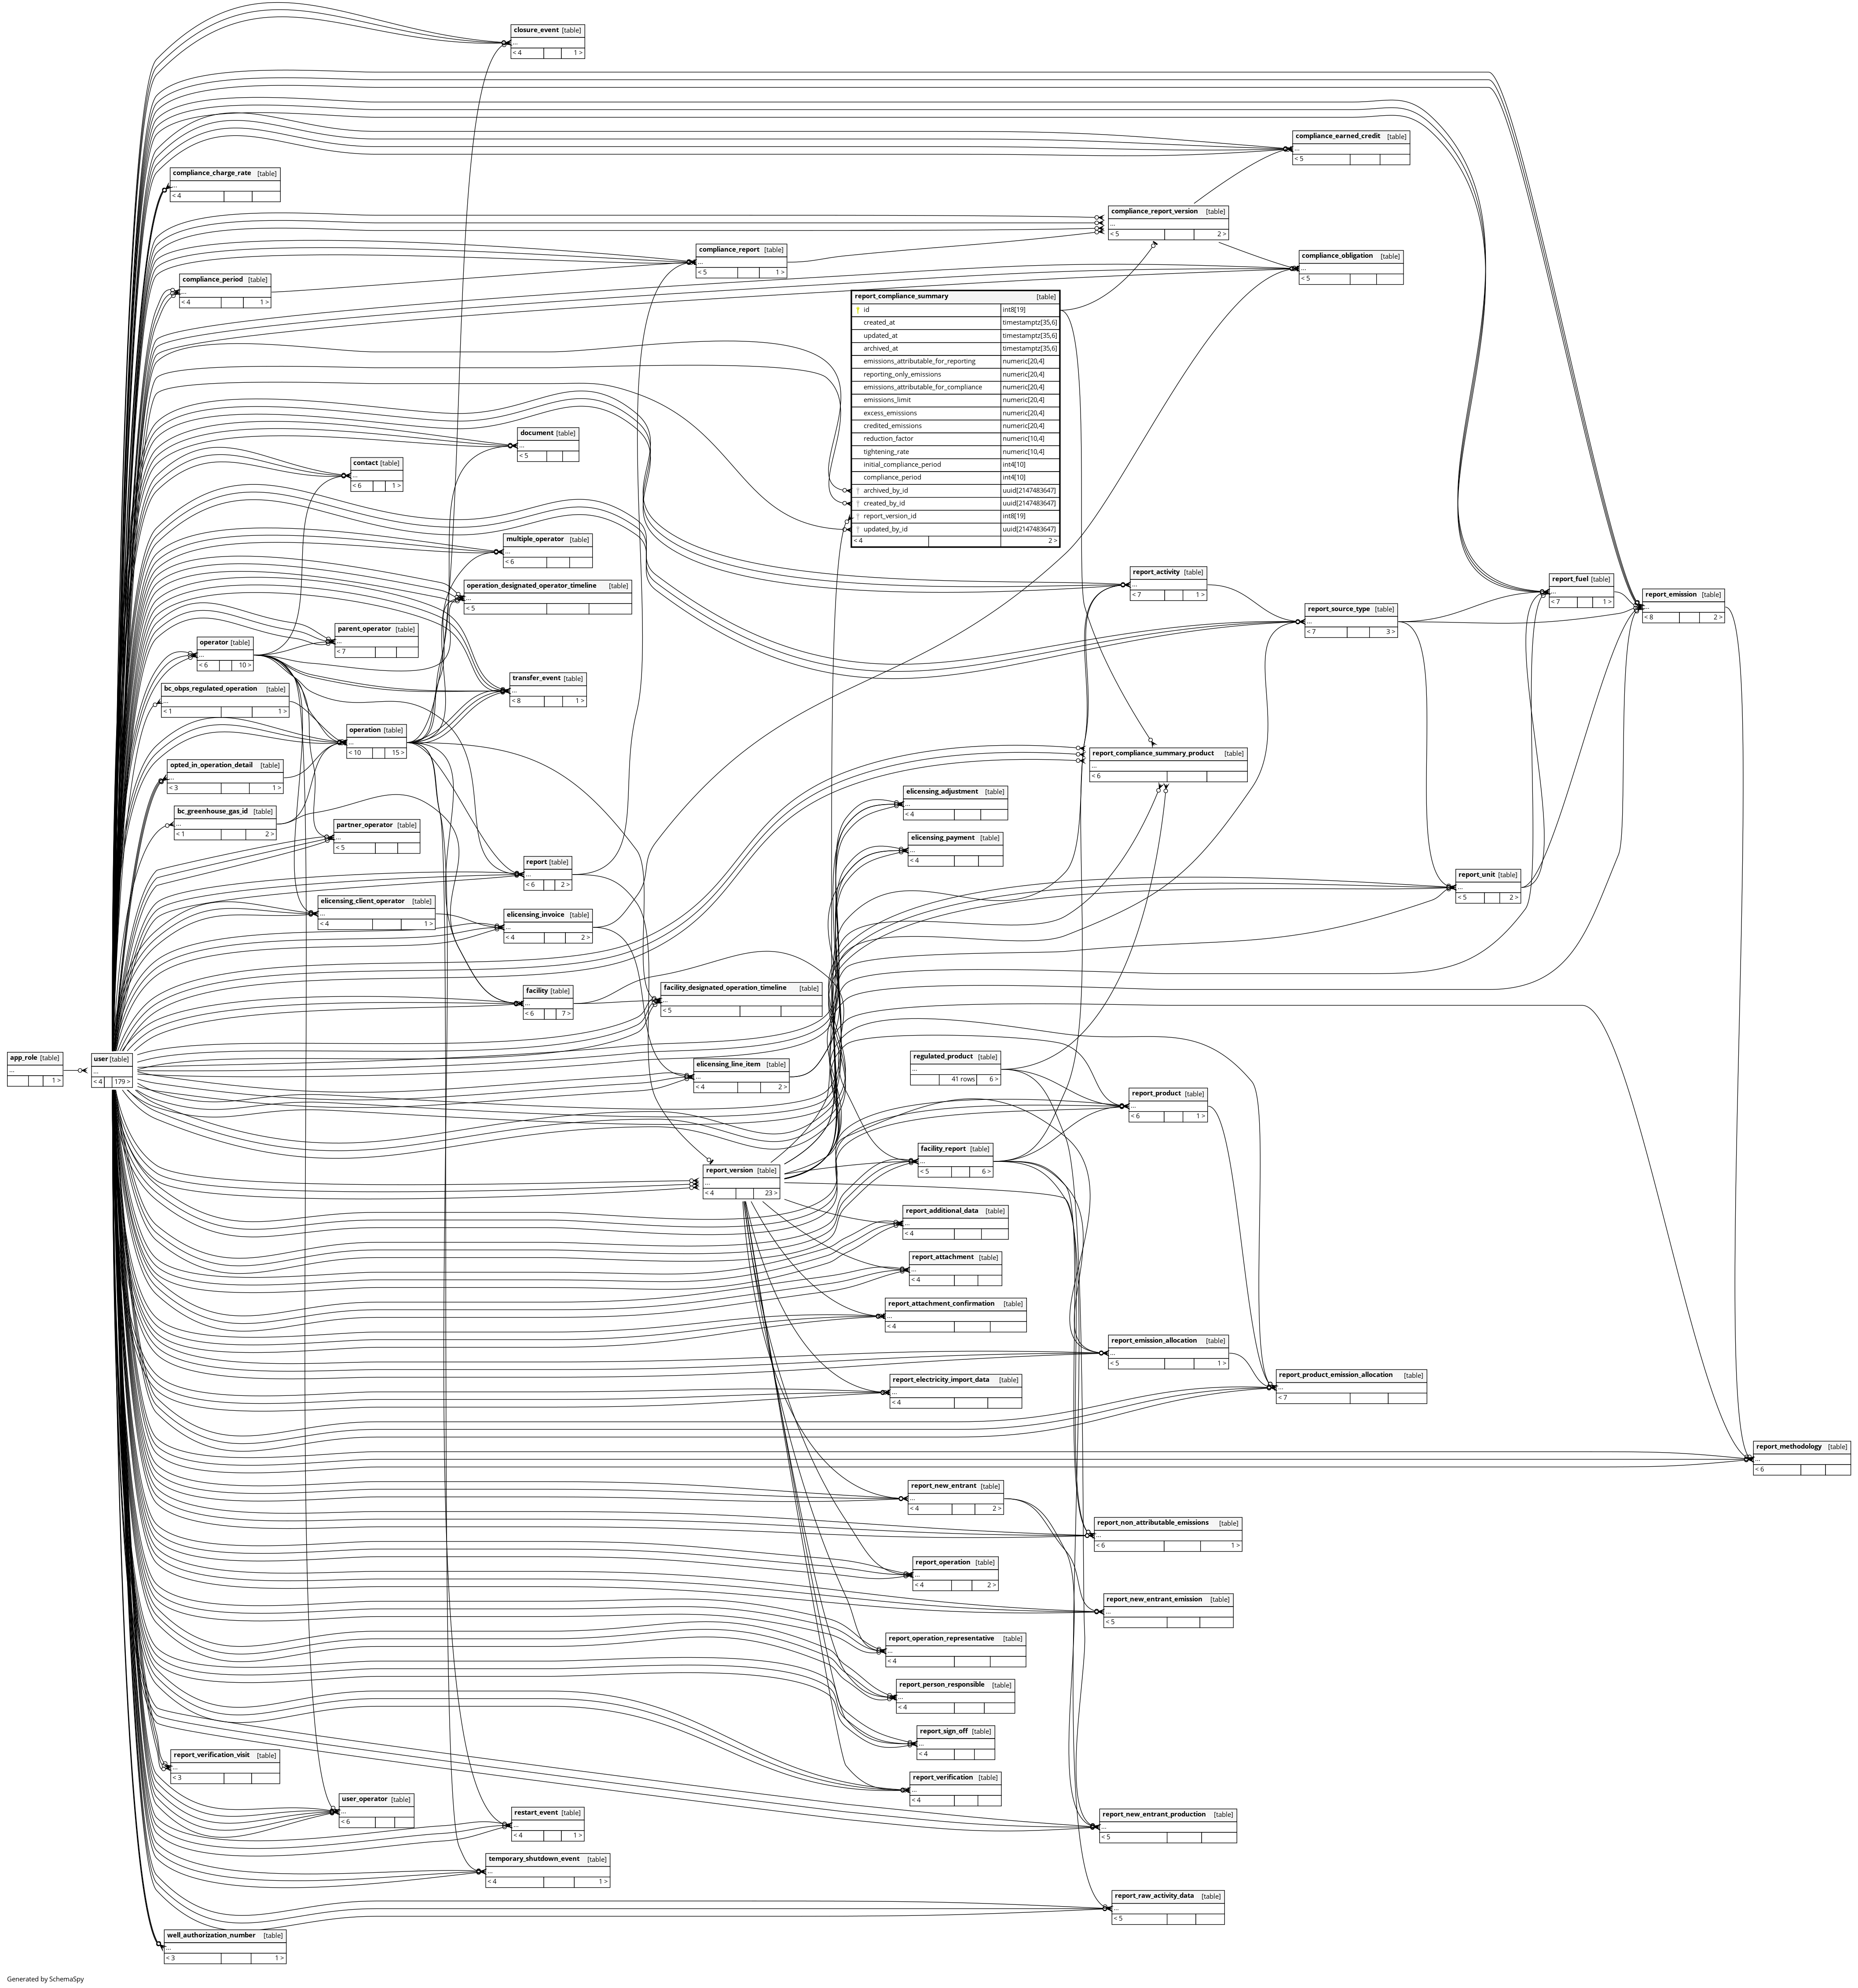 closure_event [table]
...
< 4 1 >
compliance_earned_credit [table]
...
< 5
compliance_charge_rate [table]
...
< 4
compliance_report_version [table]
...
< 5 2 >
compliance_report [table]
...
< 5 1 >
compliance_obligation [table]
...
< 5
compliance_period [table]
...
< 4 1 >
report_compliance_summary [table]
id int8[19]
created_at timestamptz[35,6]
updated_at timestamptz[35,6]
archived_at timestamptz[35,6]
emissions_attributable_for_reporting numeric[20,4]
reporting_only_emissions numeric[20,4]
emissions_attributable_for_compliance numeric[20,4]
emissions_limit numeric[20,4]
excess_emissions numeric[20,4]
credited_emissions numeric[20,4]
reduction_factor numeric[10,4]
tightening_rate numeric[10,4]
initial_compliance_period int4[10]
compliance_period int4[10]
archived_by_id uuid[2147483647]
created_by_id uuid[2147483647]
report_version_id int8[19]
updated_by_id uuid[2147483647]
< 4 2 >
document [table]
...
< 5
contact [table]
...
< 6 1 >
multiple_operator [table]
...
< 6
operation_designated_operator_timeline [table]
...
< 5
report_activity [table]
...
< 7 1 >
report_fuel [table]
...
< 7 1 >
report_emission [table]
...
< 8 2 >
report_source_type [table]
...
< 7 3 >
parent_operator [table]
...
< 7
operator [table]
...
< 6 10 >
transfer_event [table]
...
< 8 1 >
bc_obps_regulated_operation [table]
...
< 1 1 >
operation [table]
...
< 10 15 >
report_compliance_summary_product [table]
...
< 6
opted_in_operation_detail [table]
...
< 3 1 >
elicensing_adjustment [table]
...
< 4
bc_greenhouse_gas_id [table]
...
< 1 2 >
partner_operator [table]
...
< 5
elicensing_payment [table]
...
< 4
report [table]
...
< 6 2 >
report_unit [table]
...
< 5 2 >
elicensing_client_operator [table]
...
< 4 1 >
elicensing_invoice [table]
...
< 4 2 >
facility [table]
...
< 6 7 >
facility_designated_operation_timeline [table]
...
< 5
app_role [table]
...
1 >
user [table]
...
< 4 179 >
regulated_product [table]
...
41 rows 6 >
elicensing_line_item [table]
...
< 4 2 >
report_product [table]
...
< 6 1 >
facility_report [table]
...
< 5 6 >
report_version [table]
...
< 4 23 >
report_additional_data [table]
...
< 4
report_attachment [table]
...
< 4
report_attachment_confirmation [table]
...
< 4
report_emission_allocation [table]
...
< 5 1 >
report_electricity_import_data [table]
...
< 4
report_product_emission_allocation [table]
...
< 7
report_methodology [table]
...
< 6
report_new_entrant [table]
...
< 4 2 >
report_non_attributable_emissions [table]
...
< 6 1 >
report_operation [table]
...
< 4 2 >
report_new_entrant_emission [table]
...
< 5
report_operation_representative [table]
...
< 4
report_person_responsible [table]
...
< 4
report_sign_off [table]
...
< 4
report_verification_visit [table]
...
< 3
report_verification [table]
...
< 4
user_operator [table]
...
< 6
restart_event [table]
...
< 4 1 >
report_new_entrant_production [table]
...
< 5
temporary_shutdown_event [table]
...
< 4 1 >
report_raw_activity_data [table]
...
< 5
well_authorization_number [table]
...
< 3 1 >
Generated by SchemaSpy